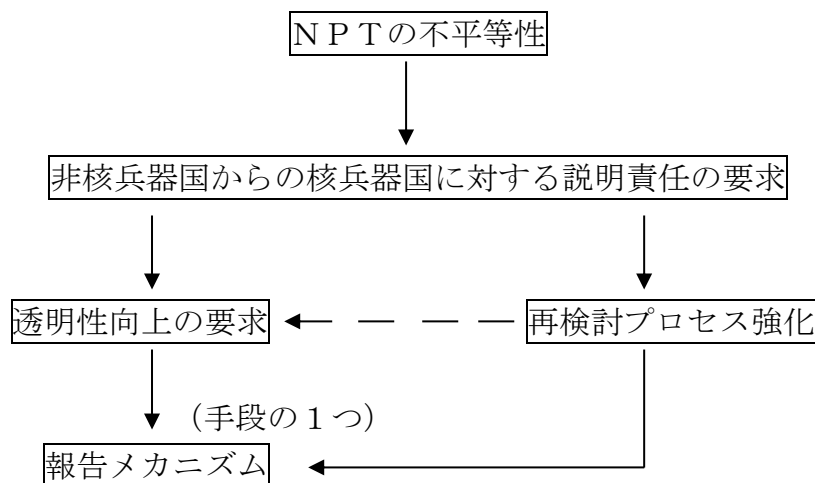 ＮＰＴの不平等性
非核兵器国からの核兵器国に対する説明責任の要求
透明性向上の要求
再検討プロセス強化
（手段の１つ）
報告メカニズム